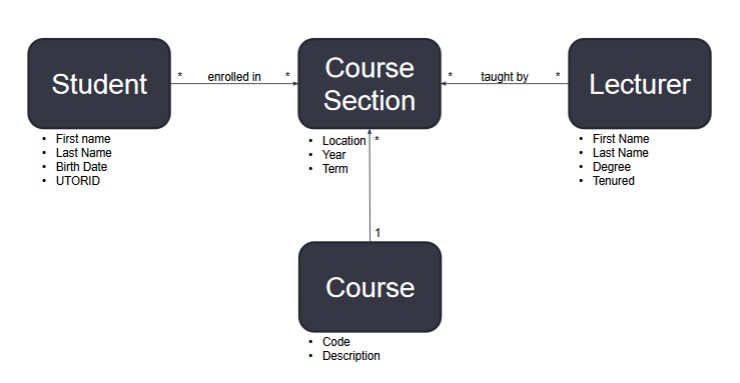 Student
* enrolled in *
Course
Section
* taught by *
Lecturer
• First name
• Last Name
• Birth Date
• UTORID
• Location
• Year
• Term
*
• First Name
• Last Name
• Degree
• Tenured
1
Course
• Code
• Description